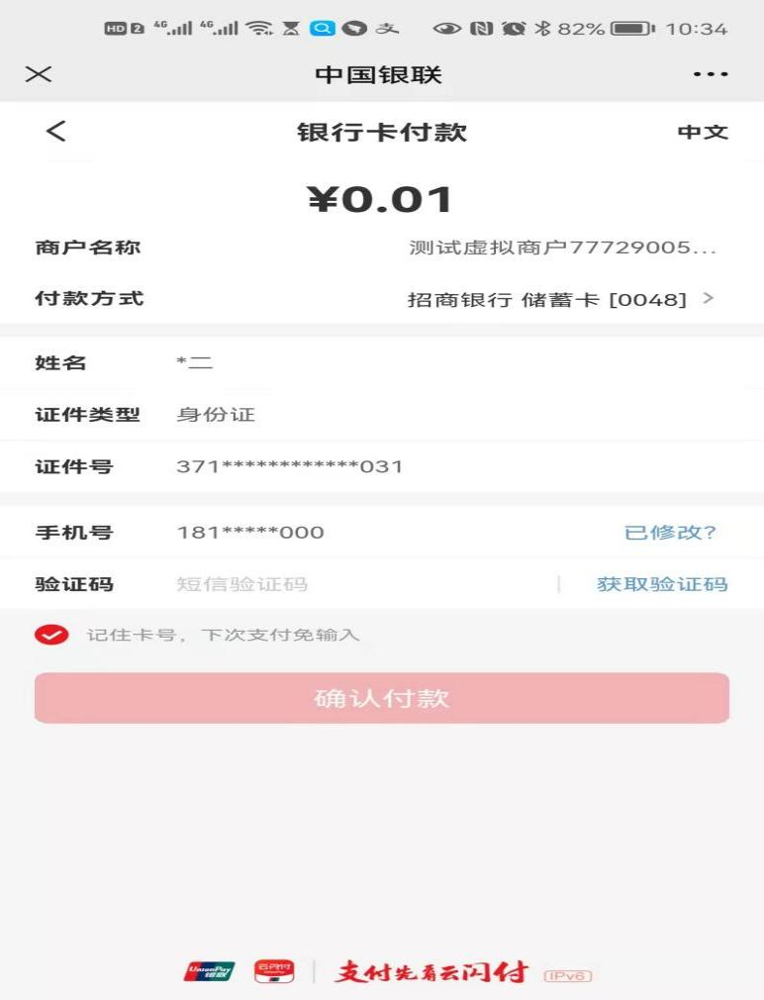 HD 2 4G 4G 支 82% 10:34
中国银联
银行卡付款 中文
¥0.01
商户名称 测试虚拟商户77729005...
付款方式 招商银行 储蓄卡 [0048] >
姓名 *二
证件类型 身份证
证件号 371************031
手机号 181*****000 已修改?
验证码 短信验证码 获取验证码
记住卡号，下次支付免输入
确认付款
UnionPay 银联 云闪付 支付先看云闪付 IPv6